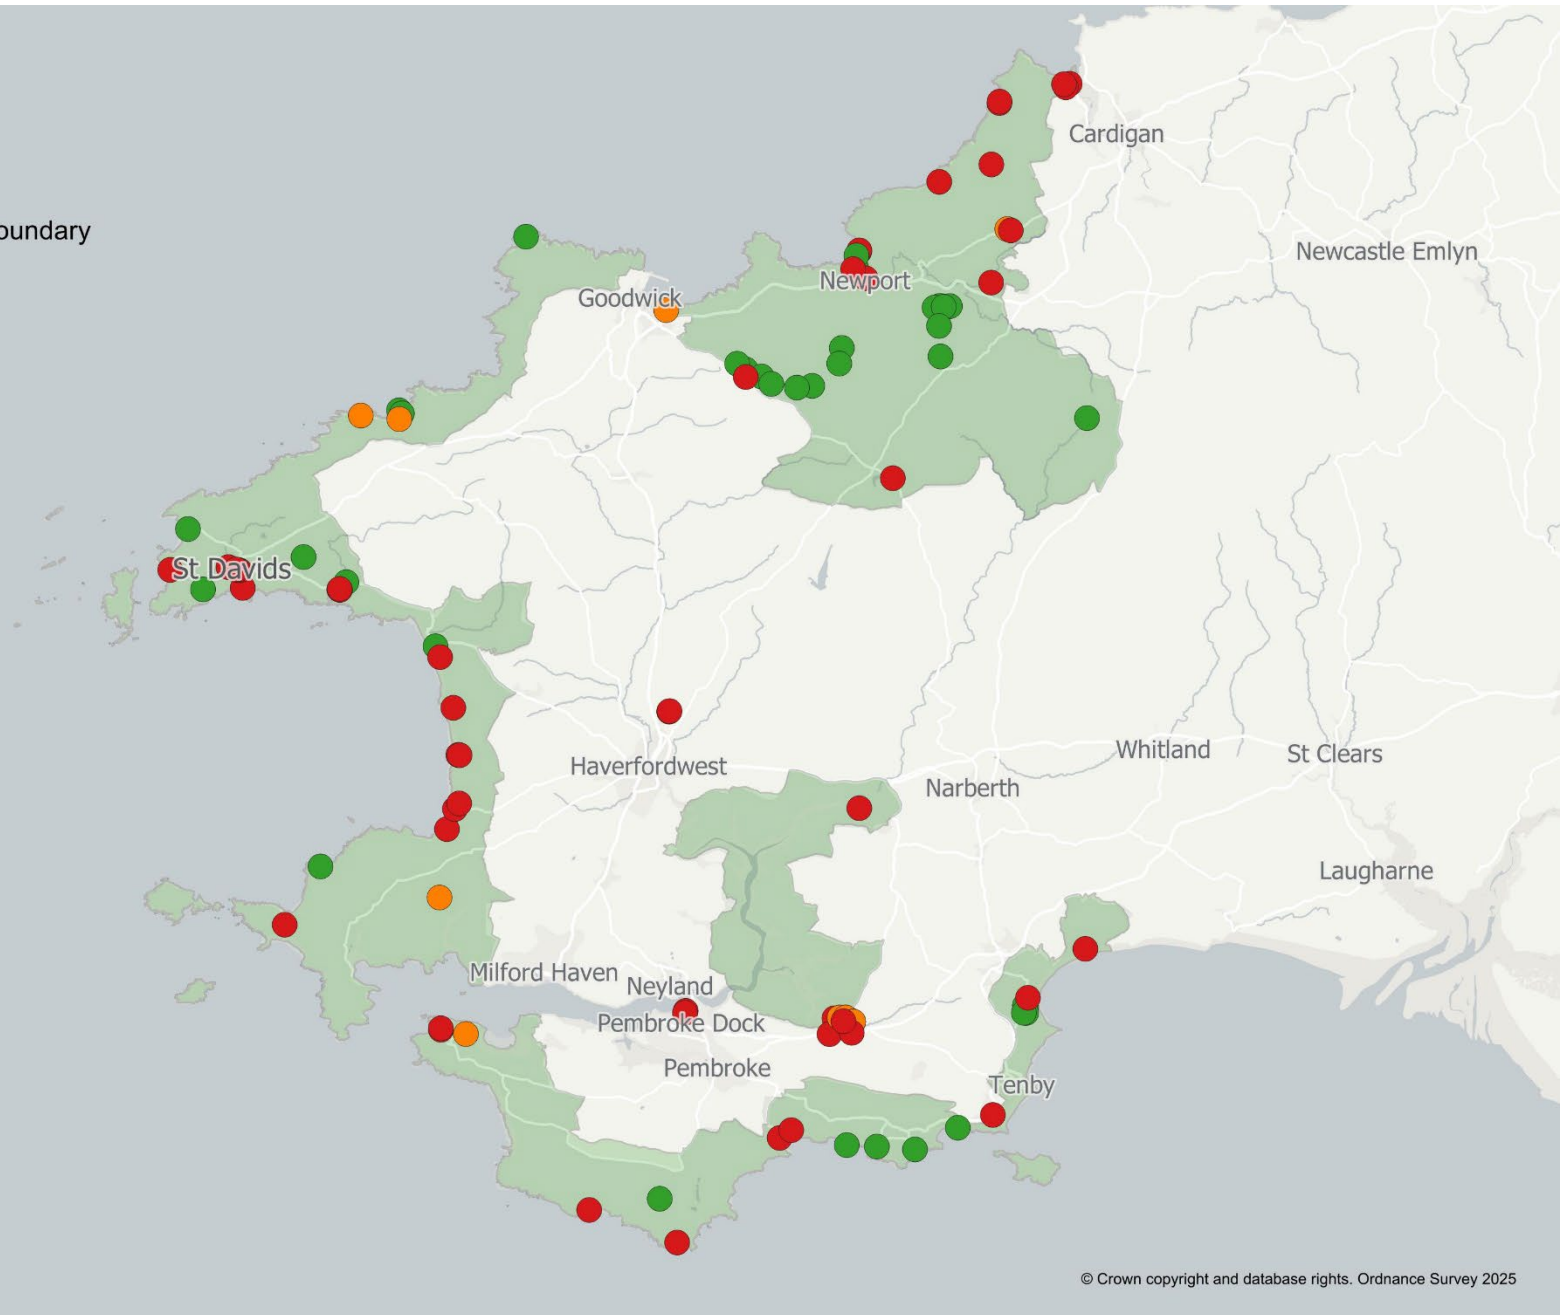 Cardigan
oundary
Newcastle Emlyn
Newport
Goodwick
St Davids
Whitland
St Clears
Haverfordwest
Narberth
Laugharne
Milford Haven
Neyland
Pembroke Dock
Pembroke
Tenby
© Crown copyright and database rights. Ordnance Survey 2025